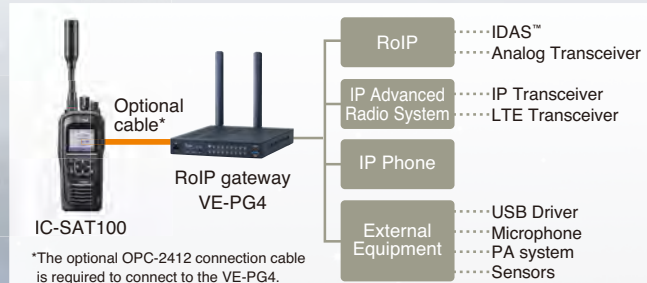 Optional
cable*
IC-SAT100
RoIP gateway
VE-PG4
*The optional OPC-2412 connection cable
is required to connect to the VE-PG4.
RoIP
IDAS™
Analog Transceiver
IP Advanced
Radio System
IP Transceiver
LTE Transceiver
IP Phone
External
Equipment
USB Driver
Microphone
PA system
Sensors